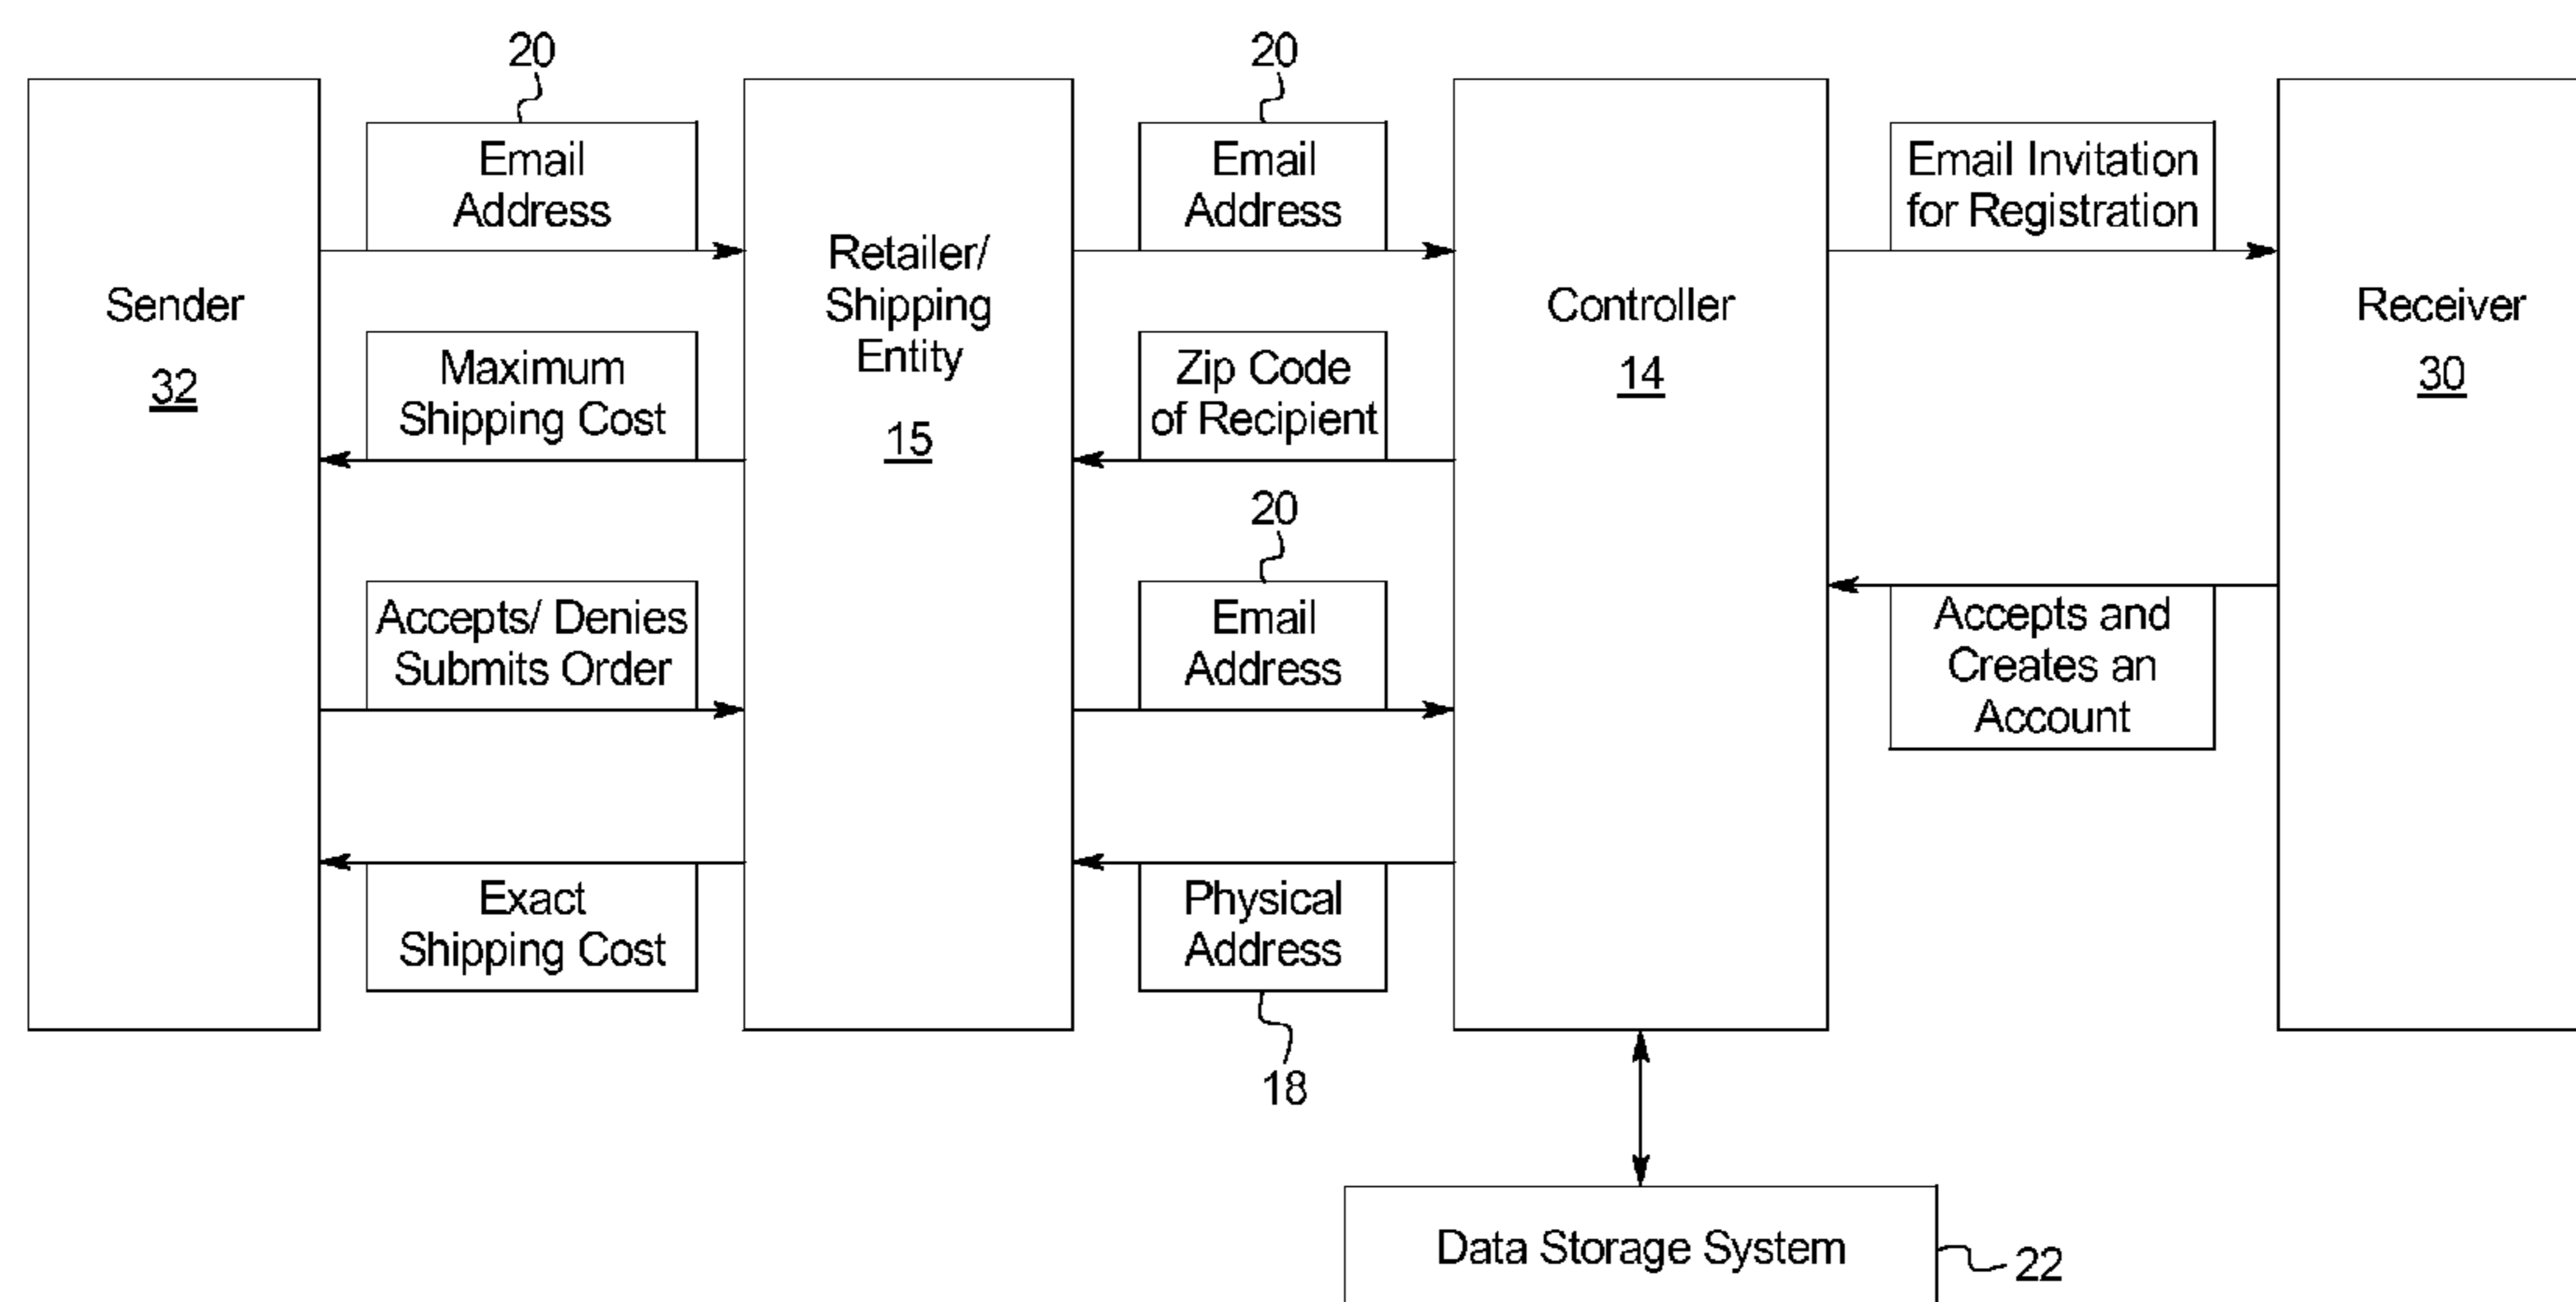 20
20
Email
Address
Email
Address
Email Invitation
for Registration
Sender
32
Retailer/
Shipping
Entity
15
Controller
14
Receiver
30
Maximum
Shipping Cost
Zip Code
of Recipient
20
Accepts/ Denies
Submits Order
Email
Address
Accepts and
Creates an
Account
Exact
Shipping Cost
Physical
Address
18
Data Storage System
22